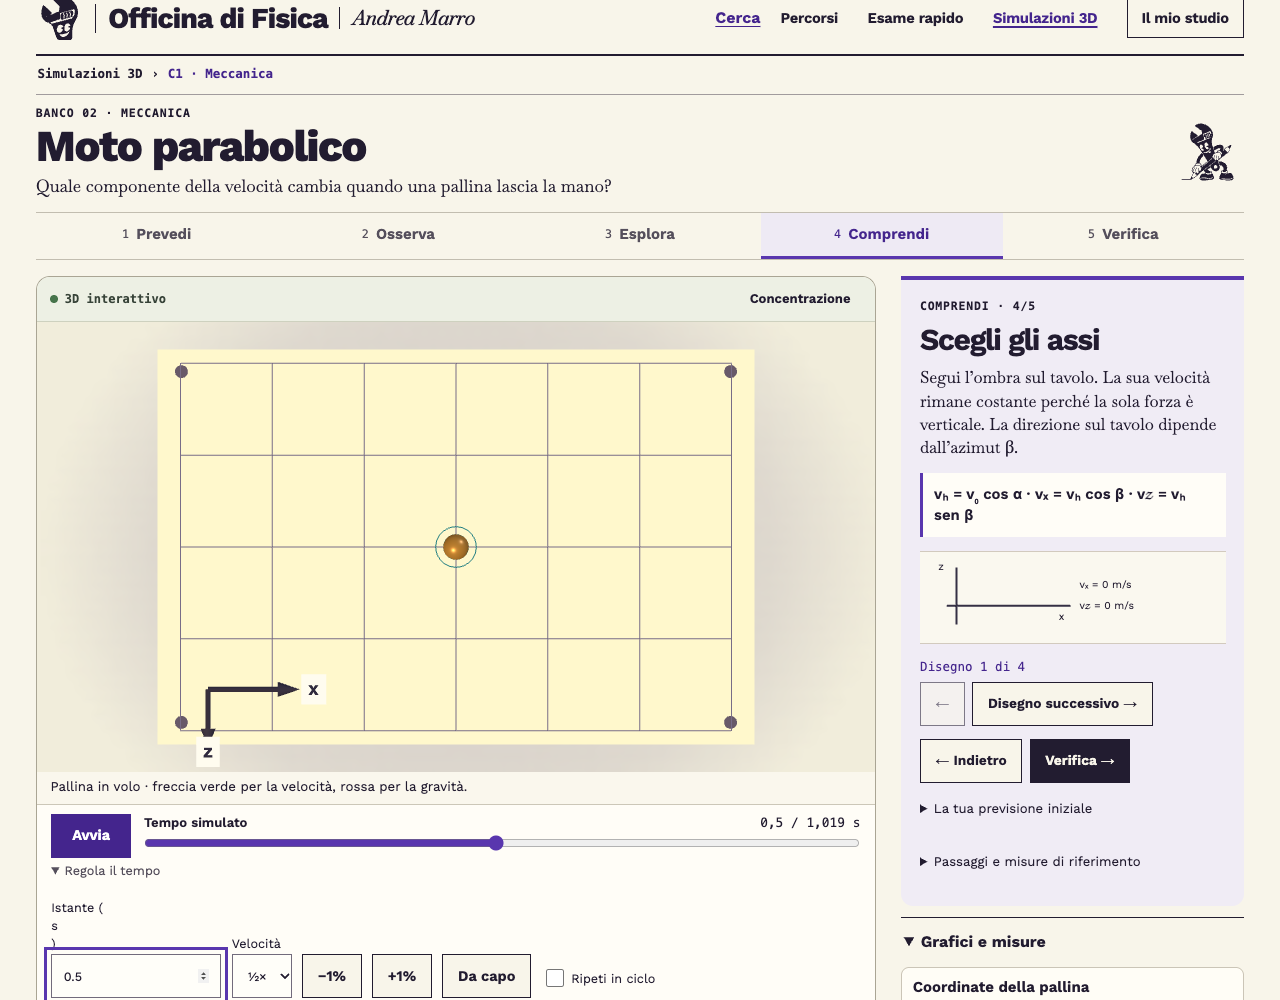 Officina di Fisica
Andrea Marro
Cerca
Percorsi
Esame rapido
Simulazioni 3D
Il mio studio
Simulazioni 3D › C1 · Meccanica
BANCO 02 · MECCANICA
Moto parabolico
Quale componente della velocità cambia quando una pallina lascia la mano?
1 Prevedi
2 Osserva
3 Esplora
4 Comprendi
5 Verifica
3D interattivo
Concentrazione
x
z
Pallina in volo · freccia verde per la velocità, rossa per la gravità.
Avvia
Tempo simulato
0,5 / 1,019 s
▼ Regola il tempo
Istante (
s
)
Velocità
0.5
½×
−1%
+1%
Da capo
Ripeti in ciclo
COMPRENDI · 4/5
Scegli gli assi
Segui l’ombra sul tavolo. La sua velocità
rimane costante perché la sola forza è
verticale. La direzione sul tavolo dipende
dall’azimut β.
vₕ = v₀ cos α · vₓ = vₕ cos β · v𝑧 = vₕ
sen β
z
x
vₓ = 0 m/s
v𝑧 = 0 m/s
Disegno 1 di 4
←
Disegno successivo →
← Indietro
Verifica →
▶ La tua previsione iniziale
▶ Passaggi e misure di riferimento
▼ Grafici e misure
Coordinate della pallina